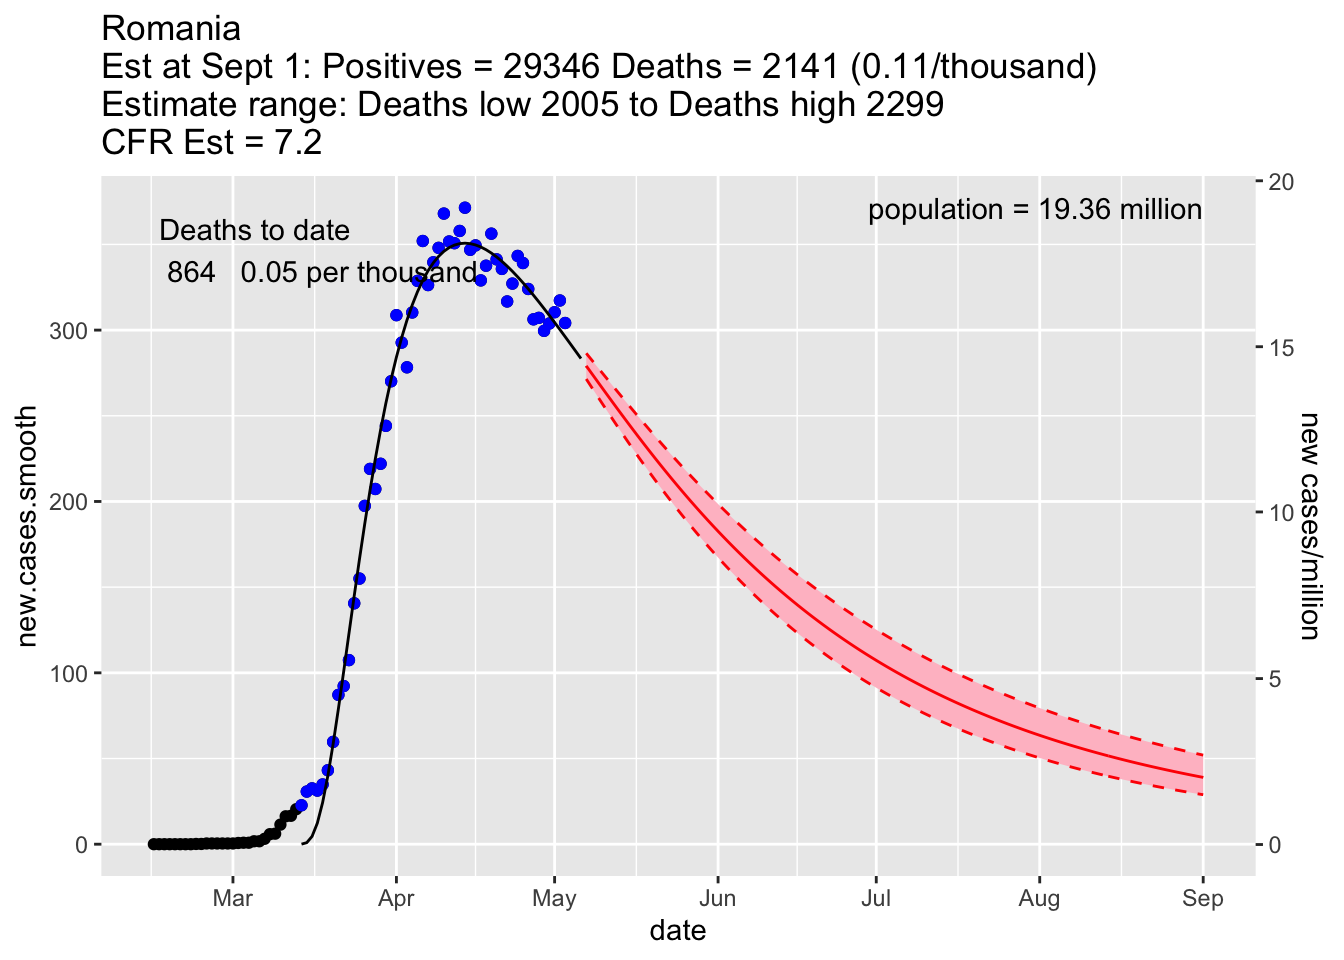 Romania
Est at Sept 1: Positives = 29346 Deaths = 2141 (0.11/thousand)
Estimate range: Deaths low 2005 to Deaths high 2299
CFR Est = 7.2
Deaths to date
864 0.05 per thousand
population = 19.36 million
300
200
100
0
new.cases.smooth
20
15
10
5
0
new cases/million
Mar Apr May Jun Jul Aug Sep
date